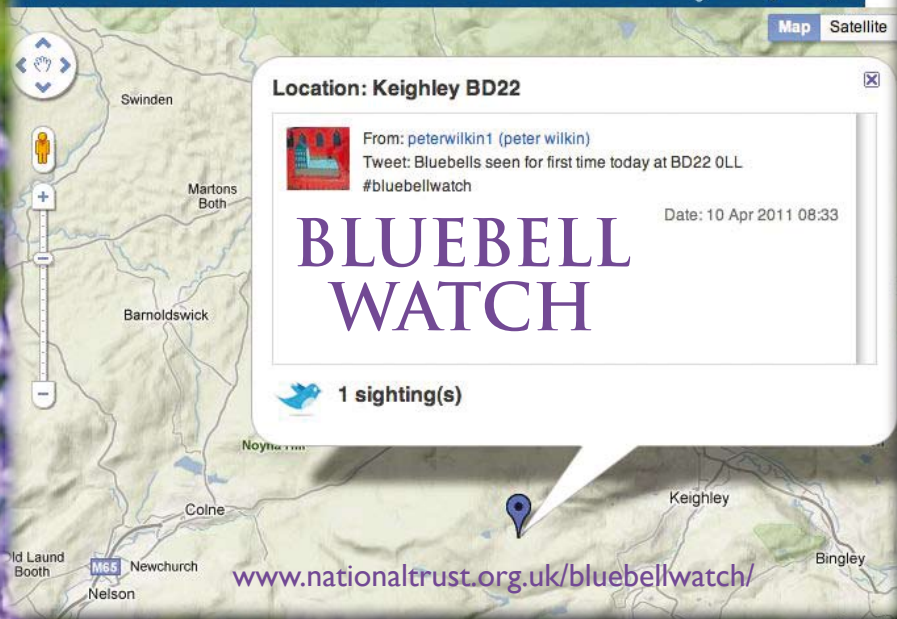 Map Satellite
Location: Keighley BD22
From: peterwilkin1 (peter wilkin)
Tweet: Bluebells seen for first time today at BD22 0LL
#bluebellwatch
Date: 10 Apr 2011 08:33
BLUEBELL
WATCH
1 sighting(s)
Swinden
Martons
Both
Barnoldswick
Noyna
Colne
Keighley
Booth
M65 Newchurch
Bingley
Nelson
www.nationaltrust.org.uk/bluebellwatch/